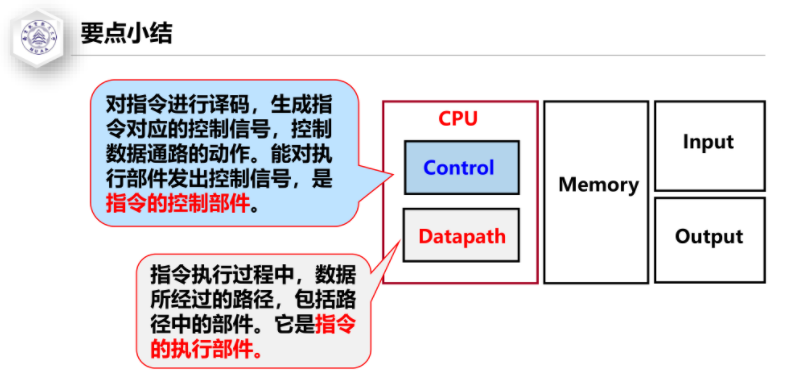 要点小结
对指令进行译码，生成指
令对应的控制信号，控制
数据通路的动作。能对执
行部件发出控制信号，是
指令的控制部件。
CPU
Control
Datapath
Memory
Input
Output
指令执行过程中，数据
所经过的路径，包括路
径中的部件。它是指令
的执行部件。